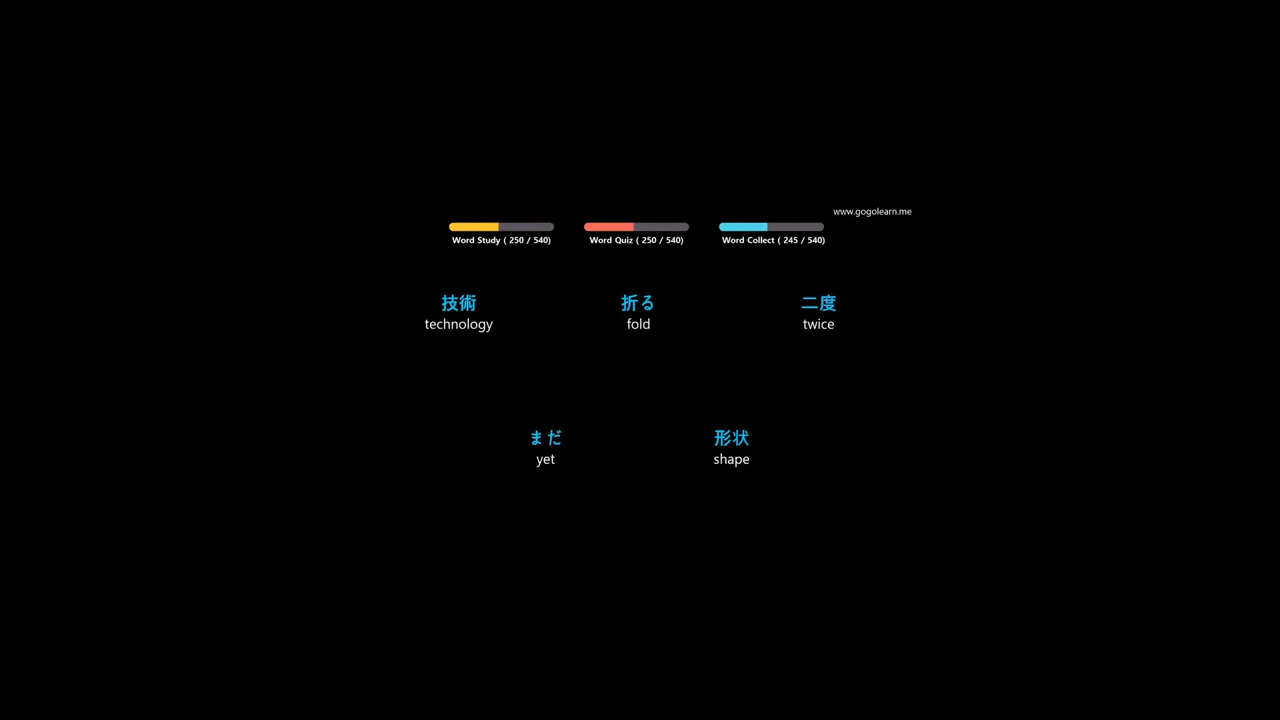 www.gogolearn.me
Word Study ( 250 / 540)
Word Quiz ( 250 / 540)
Word Collect ( 245 / 540)
技術
technology
折る
fold
二度
twice
まだ
yet
形状
shape